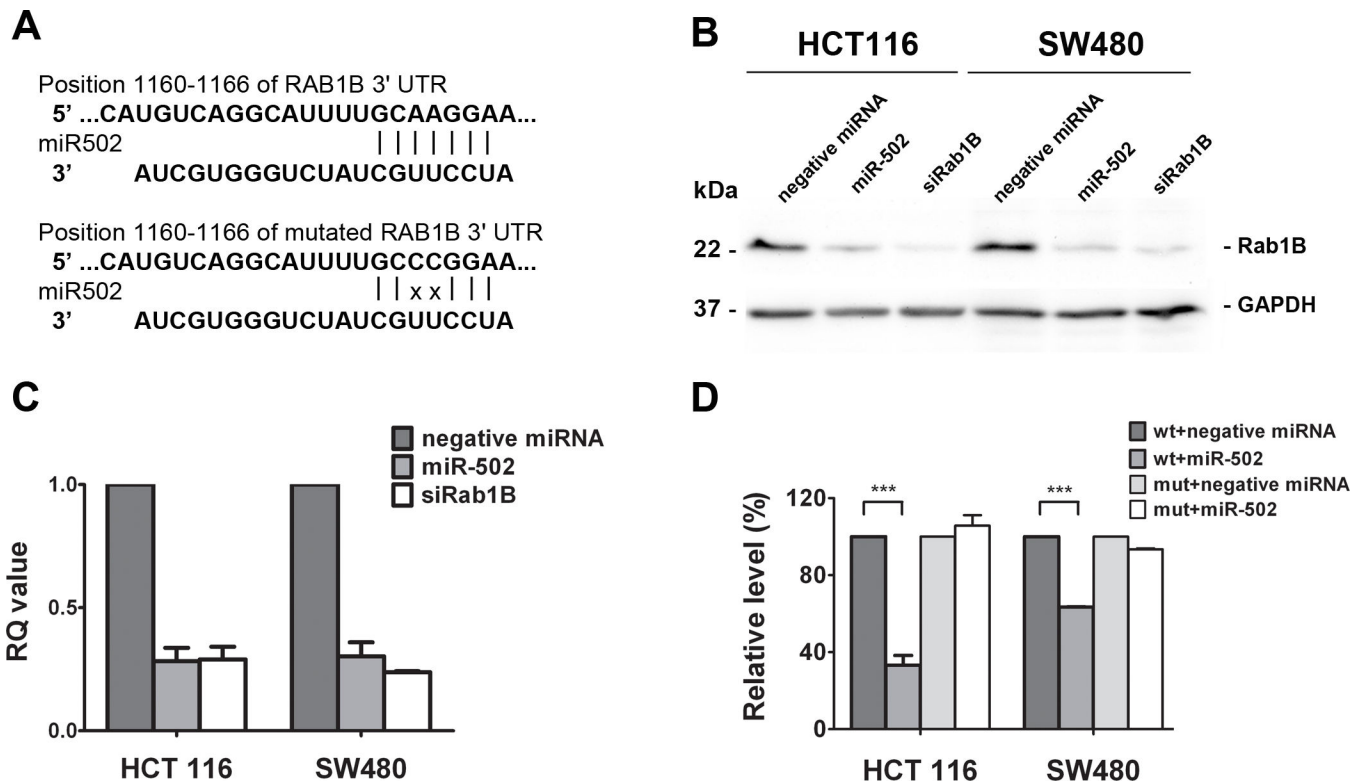 A
Position 1160-1166 of RAB1B 3' UTR
5’ ...CAUGUCAGGCAUUUUGCAAGGAA...
miR502
| | | | | | |
3’ AUCGUGGGUCUAUCGUUCCUA
Position 1160-1166 of mutated RAB1B 3' UTR
5’ ...CAUGUCAGGCAUUUUGCCCGGAA...
miR502
| | x x | | |
3’ AUCGUGGGUCUAUCGUUCCUA
B
HCT116 SW480
negative miRNA miR-502 siRab1B negative miRNA miR-502 siRab1B
kDa
22 - - Rab1B
37 - - GAPDH
C
negative miRNA
miR-502
siRab1B
RQ value
1.0
0.5
0.0
HCT 116 SW480
D
wt+negative miRNA
wt+miR-502
mut+negative miRNA
mut+miR-502
Relative level (%)
120
80
40
0
*** ***
HCT 116 SW480